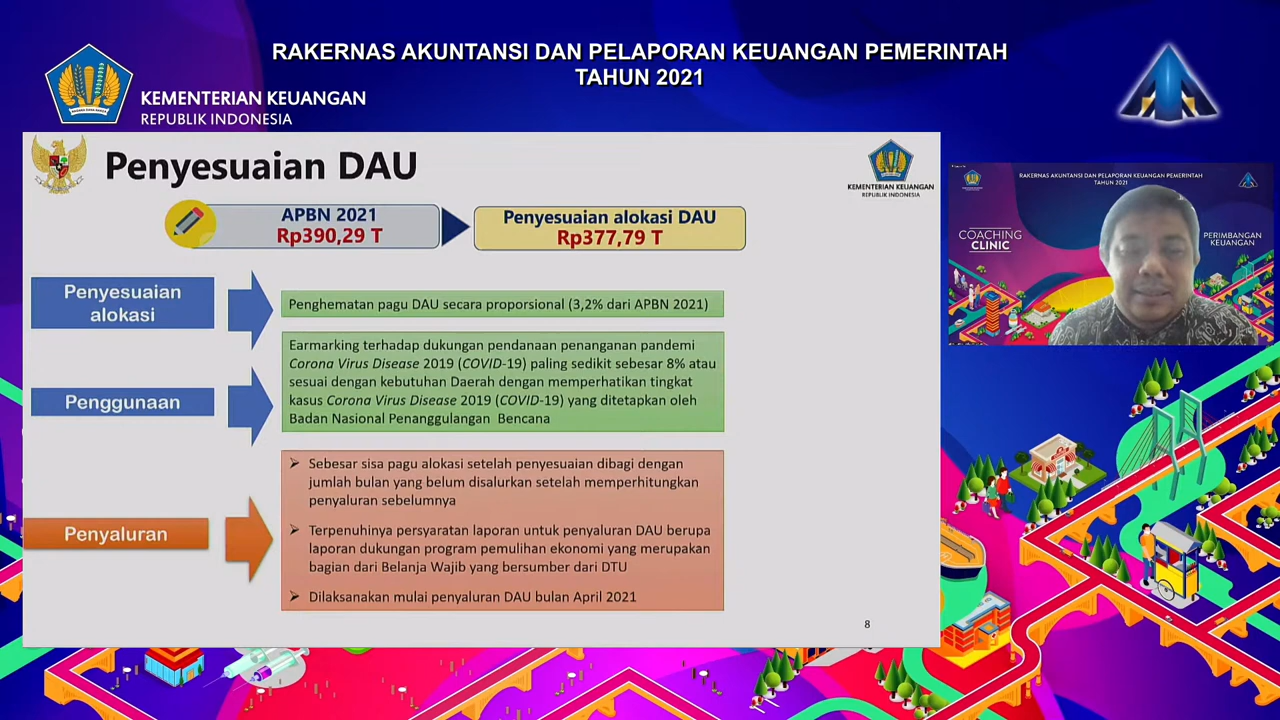 RAKERNAS AKUNTANSI DAN PELAPORAN KEUANGAN PEMERINTAH
TAHUN 2021
KEMENTERIAN KEUANGAN
REPUBLIK INDONESIA
Penyesuaian DAU
KEMENTERIAN KEUANGAN
REPUBLIK INDONESIA
APBN 2021
Rp390,29 T
Penyesuaian alokasi DAU
Rp377,79 T
Penyesuaian
alokasi
Penghematan pagu DAU secara proporsional (3,2% dari APBN 2021)
Penggunaan
Earmarking terhadap dukungan pendanaan penanganan pandemi
Corona Virus Disease 2019 (COVID-19) paling sedikit sebesar 8% atau
sesuai dengan kebutuhan Daerah dengan memperhatikan tingkat
kasus Corona Virus Disease 2019 (COVID-19) yang ditetapkan oleh
Badan Nasional Penanggulangan Bencana
Penyaluran
➢ Sebesar sisa pagu alokasi setelah penyesuaian dibagi dengan
jumlah bulan yang belum disalurkan setelah memperhitungkan
penyaluran sebelumnya
➢ Terpenuhinya persyaratan laporan untuk penyaluran DAU berupa
laporan dukungan program pemulihan ekonomi yang merupakan
bagian dari Belanja Wajib yang bersumber dari DTU
➢ Dilaksanakan mulai penyaluran DAU bulan April 2021
8
RAKERNAS AKUNTANSI DAN PELAPORAN KEUANGAN PEMERINTAH
TAHUN 2021
COACHING
CLINIC
PERIMBANGAN
KEUANGAN